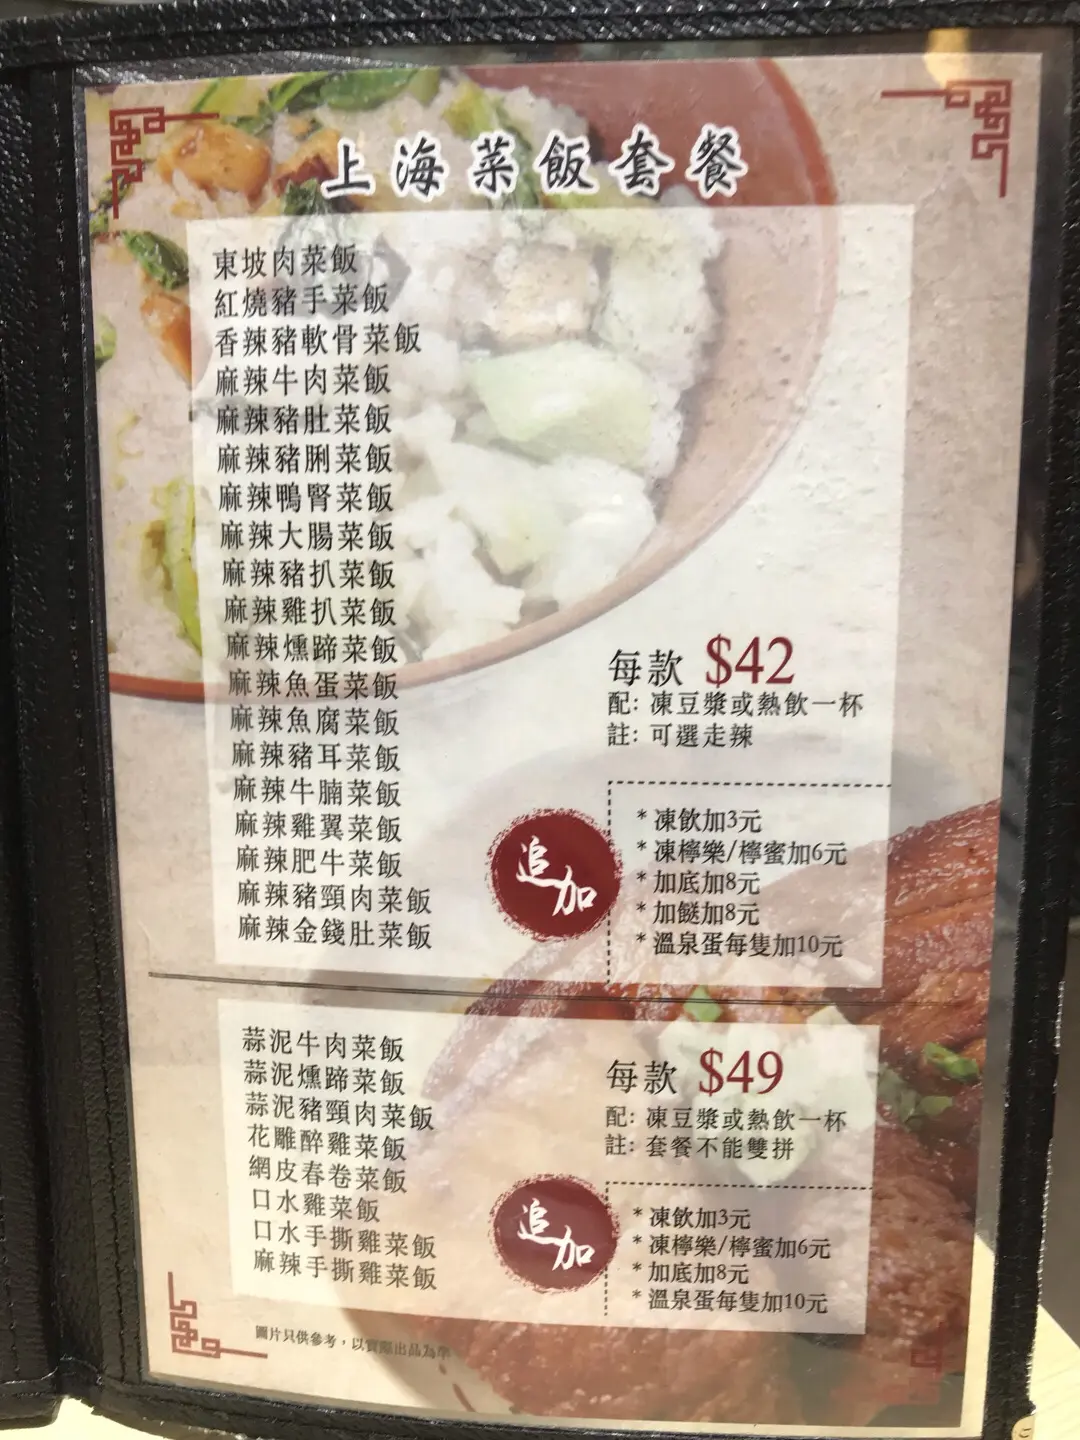 上海菜飯套餐
東坡肉菜飯
紅燒豬手菜飯
香辣豬軟骨菜飯
麻辣牛肉菜飯
麻辣豬肚菜飯
麻辣豬脷菜飯
麻辣鴨腎菜飯
麻辣大腸菜飯
麻辣豬扒菜飯
麻辣雞扒菜飯
麻辣燻蹄菜飯
麻辣魚蛋菜飯
麻辣魚腐菜飯
麻辣豬耳菜飯
麻辣牛腩菜飯
麻辣雞翼菜飯
麻辣肥牛菜飯
麻辣豬頸肉菜飯
麻辣金錢肚菜飯
每款 $42
配: 凍豆漿或熱飲一杯
註: 可選走辣
追加
* 凍飲加3元
* 凍檸樂/檸蜜加6元
* 加底加8元
* 加餸加8元
* 溫泉蛋每隻加10元
蒜泥牛肉菜飯
蒜泥燻蹄菜飯
蒜泥豬頸肉菜飯
花雕醉雞菜飯
網皮春卷菜飯
口水雞菜飯
口水手撕雞菜飯
麻辣手撕雞菜飯
每款 $49
配: 凍豆漿或熱飲一杯
註: 套餐不能雙拼
追加
* 凍飲加3元
* 凍檸樂/檸蜜加6元
* 加底加8元
* 溫泉蛋每隻加10元
圖片只供參考，以實際出品為準